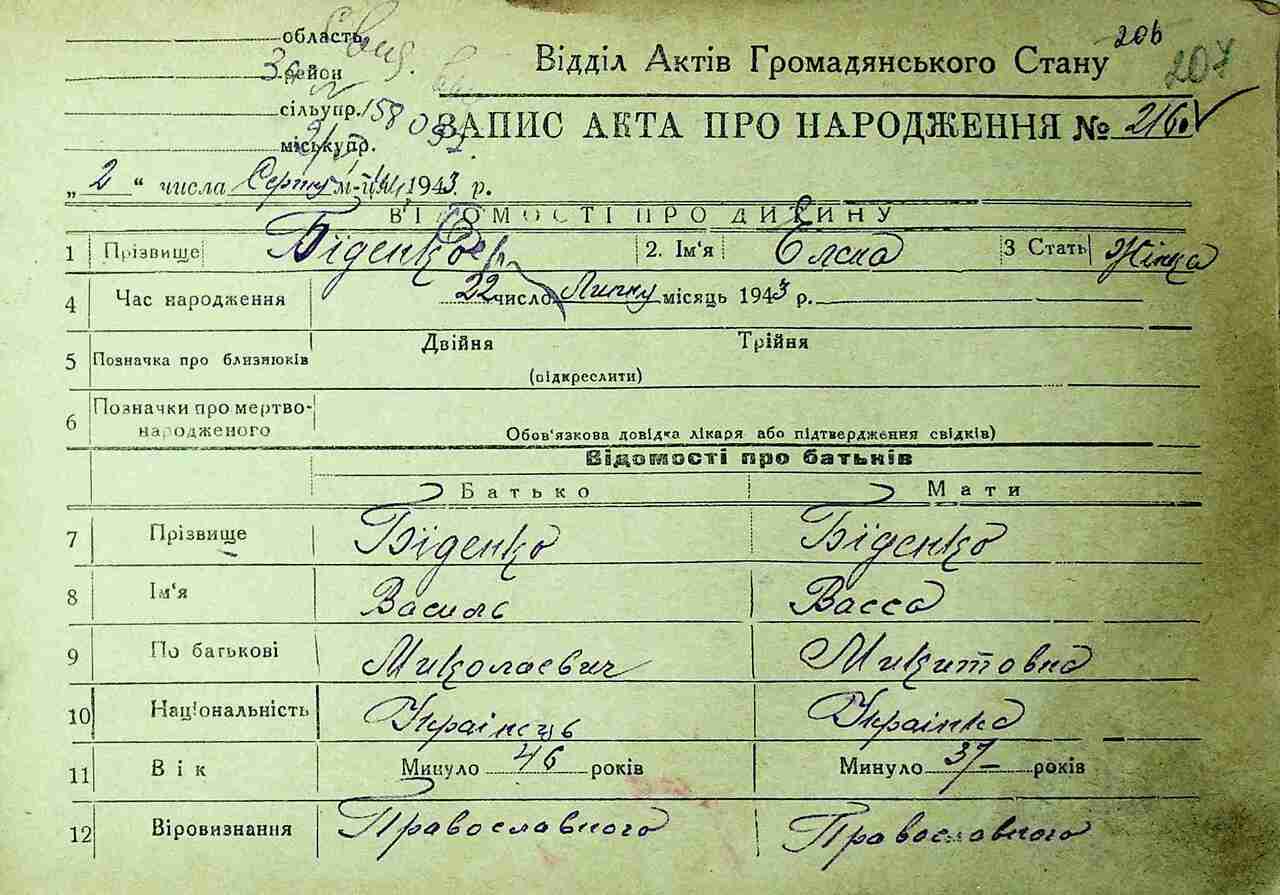 область
район
сільупр.
міськупр.
206
207
Відділ Актів Громадянського Стану
ЗАПИС АКТА ПРО НАРОДЖЕННЯ № 216
„ 2 “ числа Серпня м-ця 1943 р.
ВІДОМОСТІ ПРО ДИТИНУ
1 Прізвище Біденко 2. Ім'я 3 Стать Жінка
4 Час народження 22 число Липня місяць 1943 р.
5 Позначка про близнюків Двійня Трійня
(підкреслити)
6 Позначки про мертво-
народженого
Обов'язкова довідка лікаря або підтвердження свідків)
Відомості про батьків
Батько Мати
7 Прізвище Біденко Біденко
8 Ім'я Василь Васса
9 По батькові Миколаєвич Микитовна
10 Національність Українець Українка
11 Вік Минуло 46 років Минуло 37 років
12 Віровизнання Православного Православного